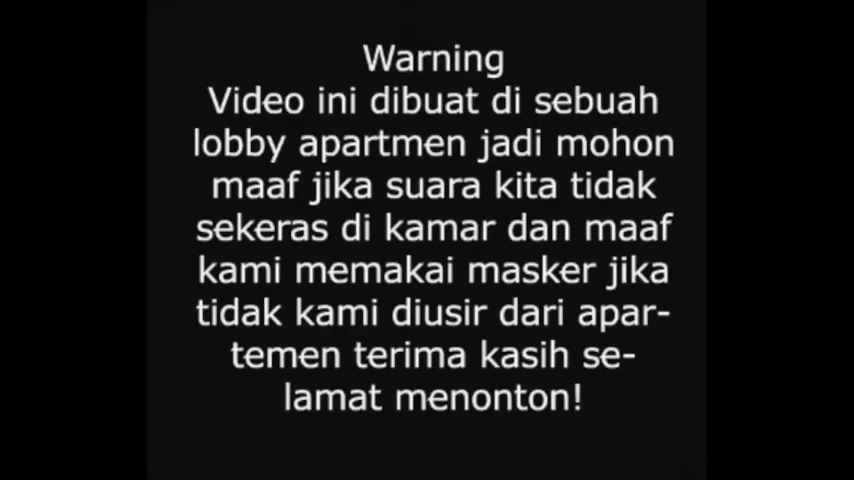 Warning
Video ini dibuat di sebuah
lobby apartmen jadi mohon
maaf jika suara kita tidak
sekeras di kamar dan maaf
kami memakai masker jika
tidak kami diusir dari apar-
temen terima kasih se-
lamat menonton!